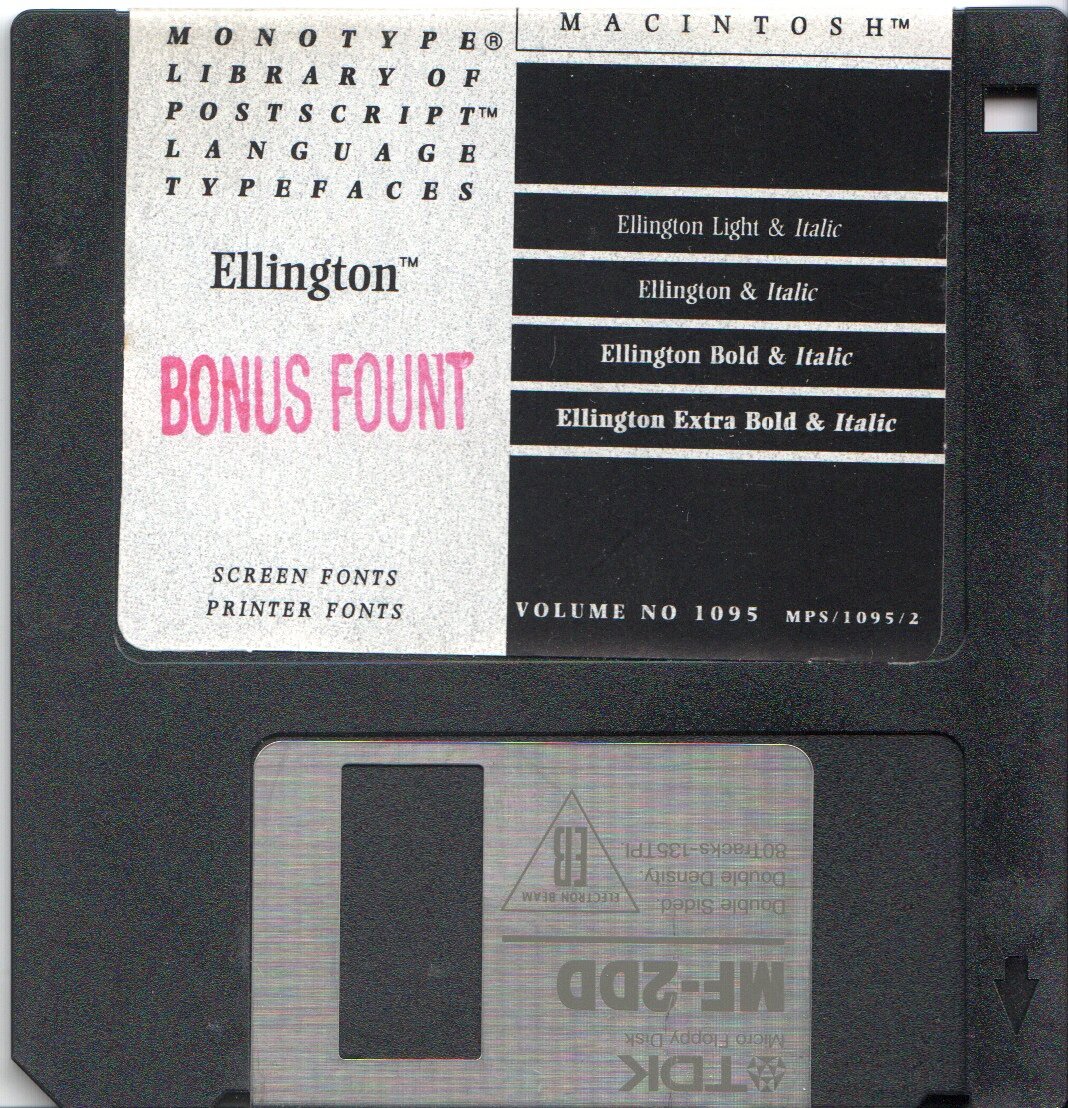 MONOTYPE®
LIBRARY OF
POSTSCRIPT™
LANGUAGE
TYPEFACES
Ellington™
BONUS FOUNT
SCREEN FONTS
PRINTER FONTS
MACINTOSH™
Ellington Light & Italic
Ellington & Italic
Ellington Bold & Italic
Ellington Extra Bold & Italic
VOLUME NO 1095 MPS/1095/2
TDK
Micro Floppy Disk
MF-2DD
Double Sided
Double Density
80Tracks-135TPI
ELECTRON BEAM
EB